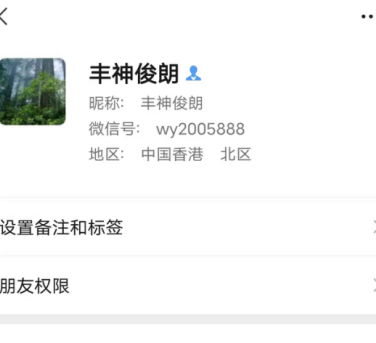 丰神俊朗
昵称: 丰神俊朗
微信号: wy2005888
地区: 中国香港 北区
设置备注和标签
朋友权限